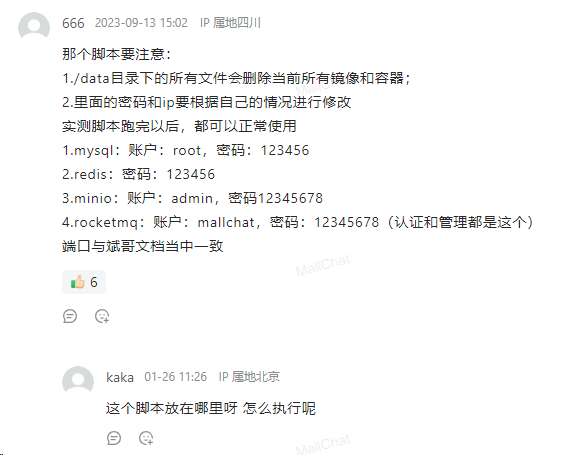 666 2023-09-13 15:02 IP 属地四川
那个脚本要注意：
1./data目录下的所有文件会删除当前所有镜像和容器；
2.里面的密码和ip要根据自己的情况进行修改
实测脚本跑完以后，都可以正常使用
1.mysql：账户：root，密码：123456
2.redis：密码：123456
3.minio：账户：admin，密码12345678
4.rocketmq：账户：mallchat，密码：12345678（认证和管理都是这个）
端口与斌哥文档当中一致
MallChat
6
kaka 01-26 11:26 IP 属地北京
这个脚本放在哪里呀 怎么执行呢
MallChat